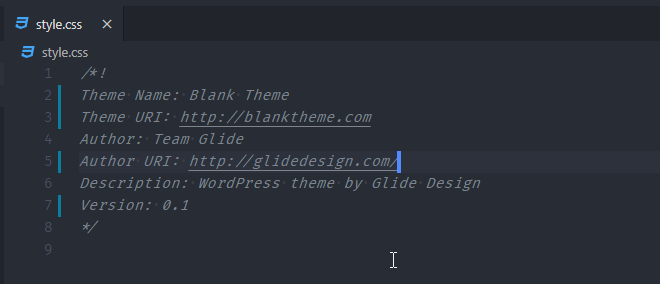 style.css
style.css
1 /*!
2 Theme Name: Blank Theme
3 Theme URI: http://blanktheme.com
4 Author: Team Glide
5 Author URI: http://glidedesign.com/
6 Description: WordPress theme by Glide Design
7 Version: 0.1
8 */
9